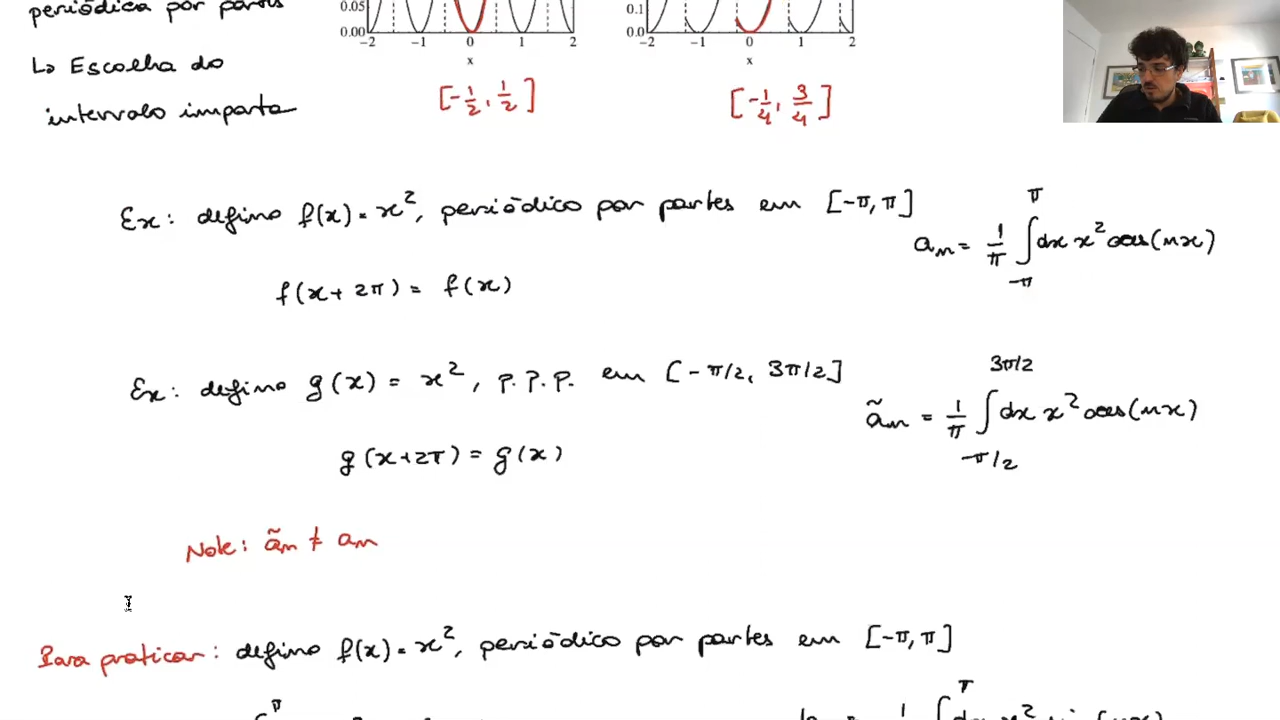 periódica por partes
↳ Escolha do
intervalo importa
0.05
0.00
-2 -1 0 1 2
x
[-1/2, 1/2]
0.1
0.0
-2 -1 0 1 2
x
[-1/4, 3/4]
Ex: defino f(x) = x², periódico por partes em [-π, π]
aₙ = 1/π ∫_{-π}^{π} dx x² cos(nx)
f(x + 2π) = f(x)
Ex: defino g(x) = x², p.p.p. em [-π/2, 3π/2]
ãₙ = 1/π ∫_{-π/2}^{3π/2} dx x² cos(nx)
g(x+2π) = g(x)
Note: ãₙ ≠ aₙ
Para praticar: defino f(x) = x², periódico por partes em [-π, π]